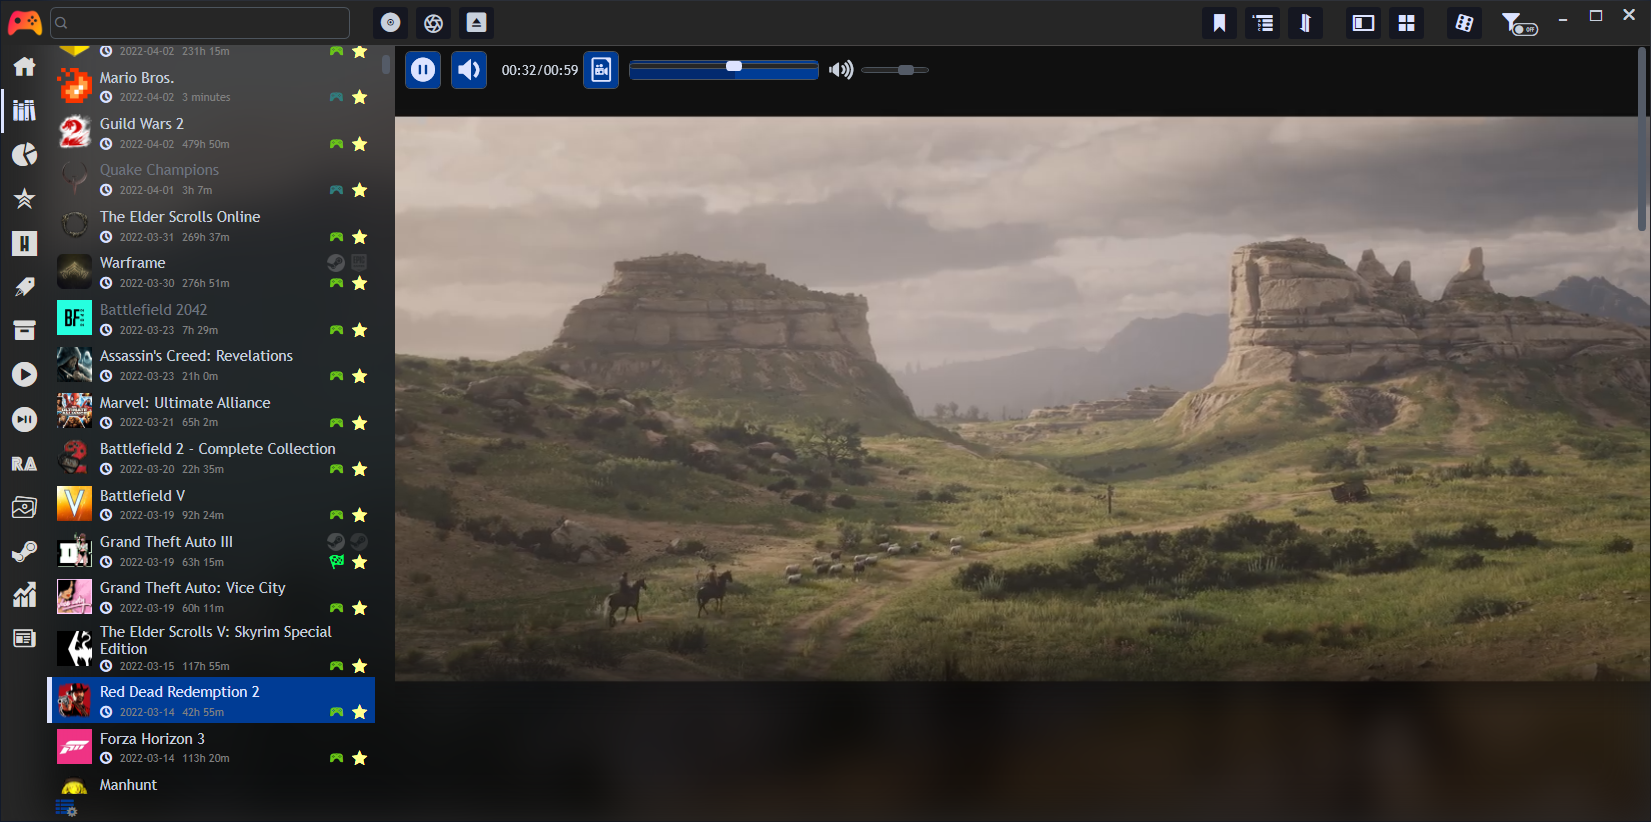 OFF
H
RA
2022-04-02 231h 15m
Mario Bros.
2022-04-02 3 minutes
Guild Wars 2
2022-04-02 479h 50m
Quake Champions
2022-04-01 3h 7m
The Elder Scrolls Online
2022-03-31 269h 37m
Warframe
2022-03-30 276h 51m
BF
Battlefield 2042
2022-03-23 7h 29m
Assassin's Creed: Revelations
2022-03-23 21h 0m
Marvel: Ultimate Alliance
2022-03-21 65h 2m
Battlefield 2 - Complete Collection
2022-03-20 22h 35m
V
Battlefield V
2022-03-19 92h 24m
Grand Theft Auto III
2022-03-19 63h 15m
Grand Theft Auto: Vice City
2022-03-19 60h 11m
The Elder Scrolls V: Skyrim Special
Edition
2022-03-15 117h 55m
Red Dead Redemption 2
2022-03-14 42h 55m
Forza Horizon 3
2022-03-14 113h 20m
Manhunt
00:32/00:59